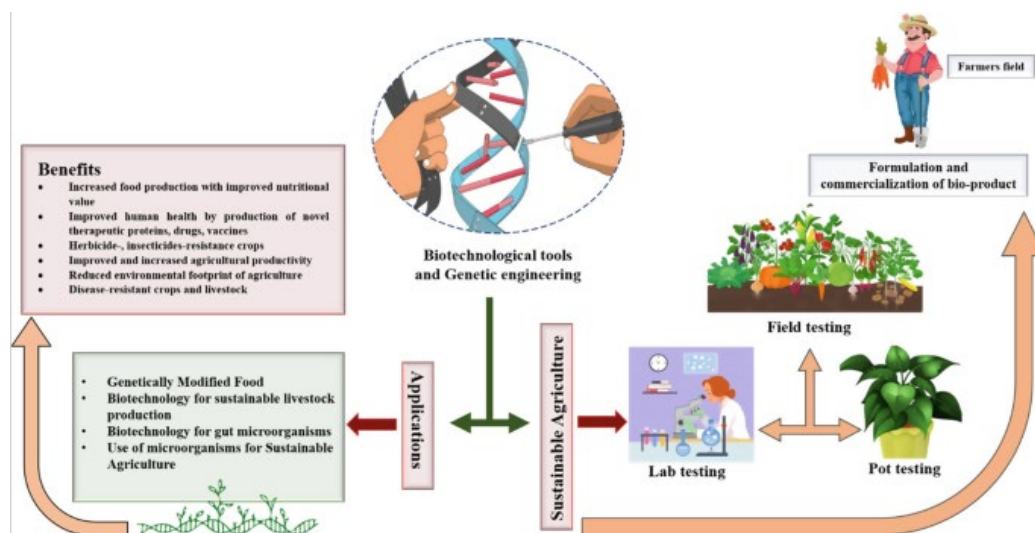 Farmers field
Benefits
• Increased food production with improved nutritional
value
• Improved human health by production of novel
therapeutic proteins, drugs, vaccines
• Herbicide-, insecticides-resistance crops
• Improved and increased agricultural productivity
• Reduced environmental footprint of agriculture
• Disease-resistant crops and livestock
Formulation and
commercialization of bio-product
Biotechnological tools
and Genetic engineering
Field testing
• Genetically Modified Food
• Biotechnology for sustainable livestock
production
• Biotechnology for gut microorganisms
• Use of microorganisms for Sustainable
Agriculture
Applications
Sustainable Agriculture
Lab testing
Pot testing